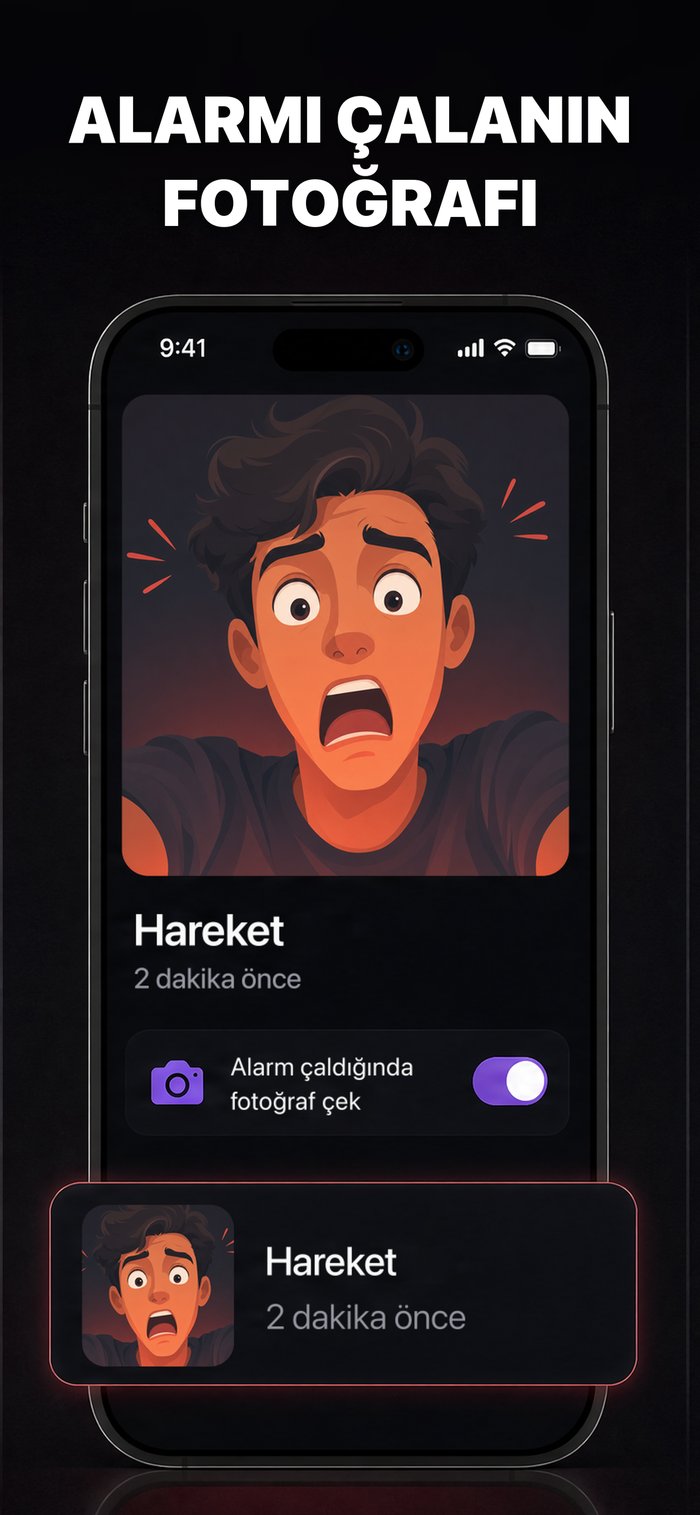 ALARMI ÇALANIN
FOTOĞRAFI
9:41
Hareket
2 dakika önce
Alarm çaldığında
fotoğraf çek
Hareket
2 dakika önce